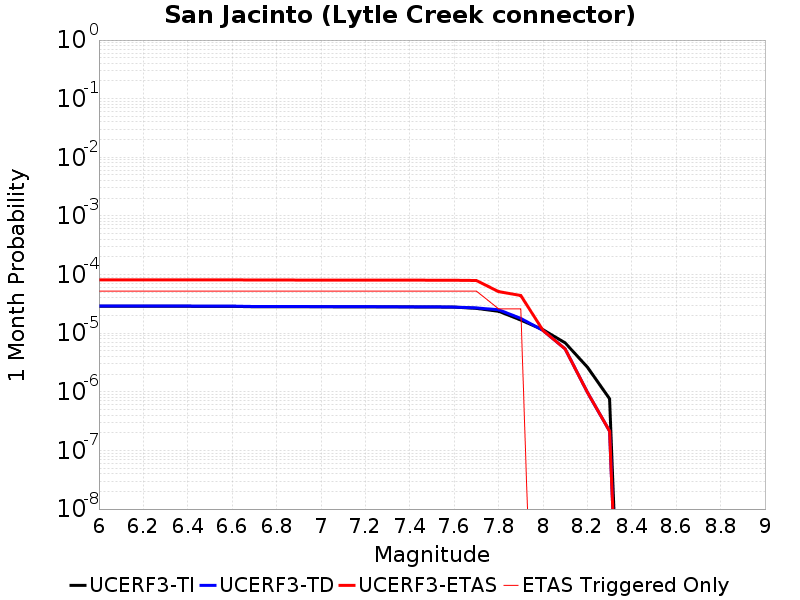 San Jacinto (Lytle Creek connector)
10^0
10^-1
10^-2
10^-3
10^-4
10^-5
10^-6
10^-7
10^-8
1 Month Probability
6 6.2 6.4 6.6 6.8 7 7.2 7.4 7.6 7.8 8 8.2 8.4 8.6 8.8 9
Magnitude
UCERF3-TI UCERF3-TD UCERF3-ETAS ETAS Triggered Only